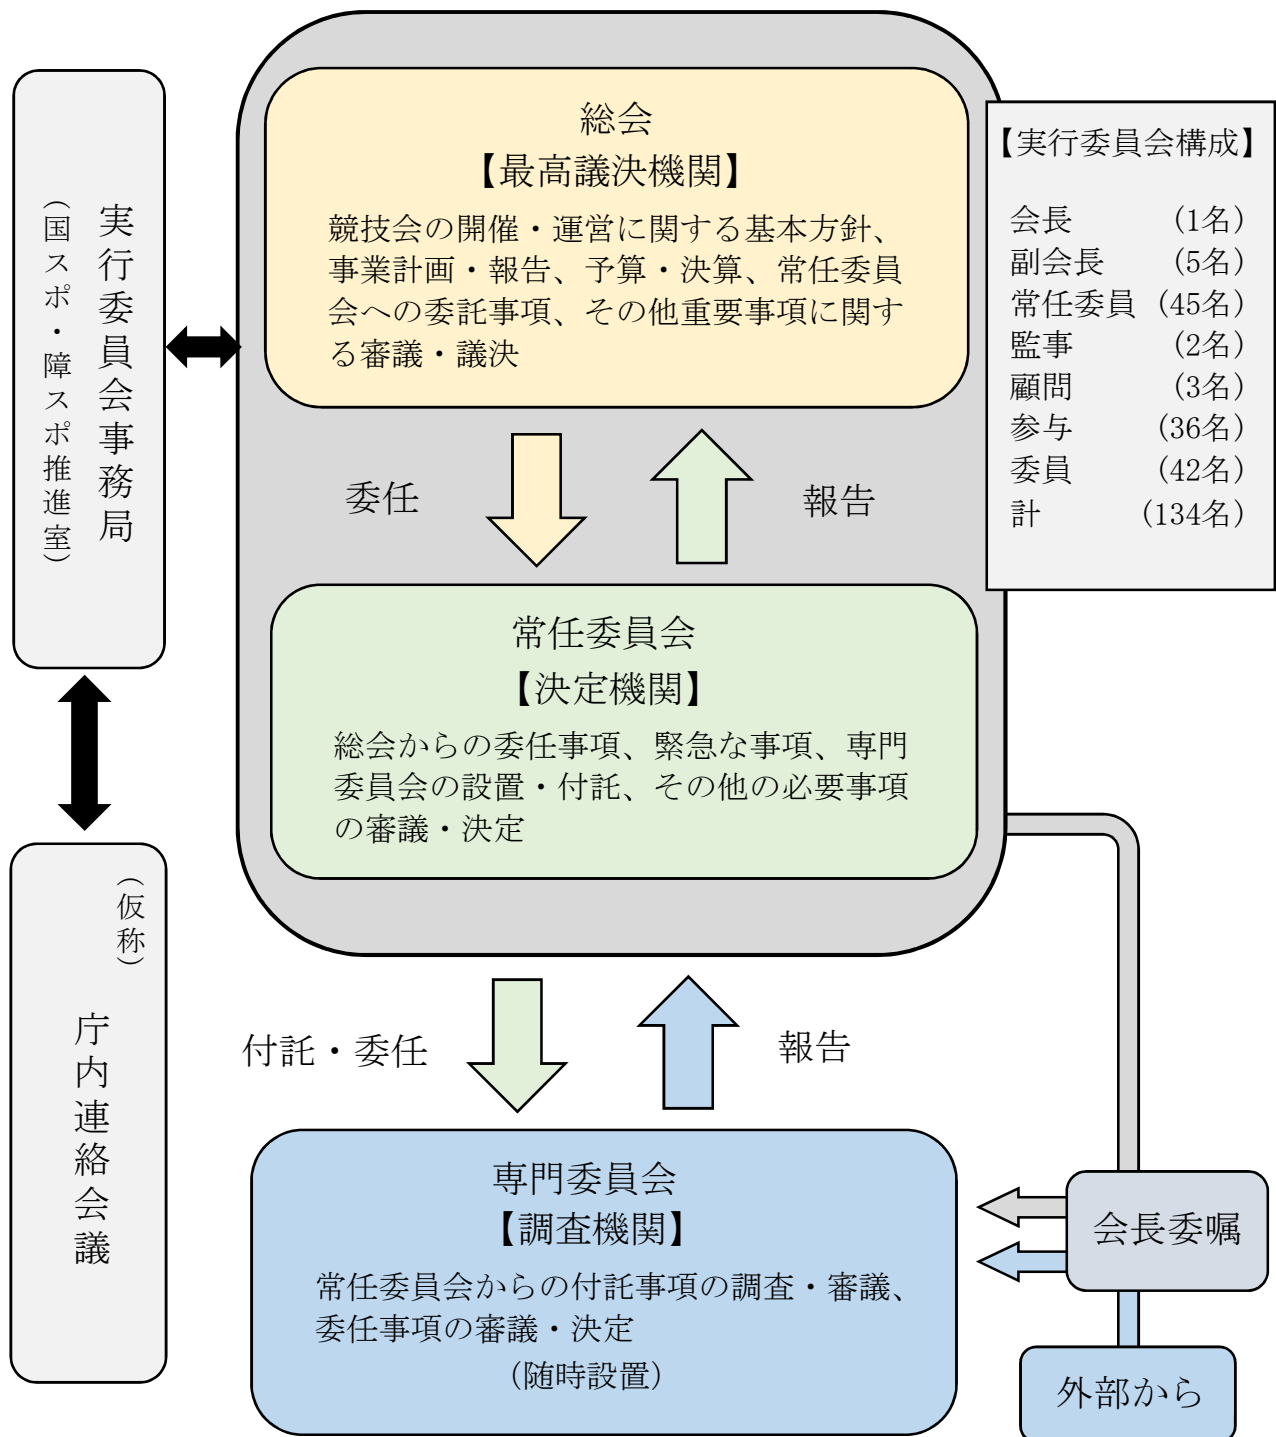 総会
【最高議決機関】
競技会の開催・運営に関する基本方針、
事業計画・報告、予算・決算、常任委員
会への委託事項、その他重要事項に関す
る審議・議決
【実行委員会構成】
会長 (1名)
副会長 (5名)
常任委員 (45名)
監事 (2名)
顧問 (3名)
参与 (36名)
委員 (42名)
計 (134名)
実行委員会事務局
(国スポ・障スポ推進室)
委任
報告
常任委員会
【決定機関】
総会からの委任事項、緊急な事項、専門
委員会の設置・付託、その他の必要事項
の審議・決定
(仮称)
庁内連絡会議
付託・委任
報告
専門委員会
【調査機関】
常任委員会からの付託事項の調査・審議、
委任事項の審議・決定
(随時設置)
会長委嘱
外部から